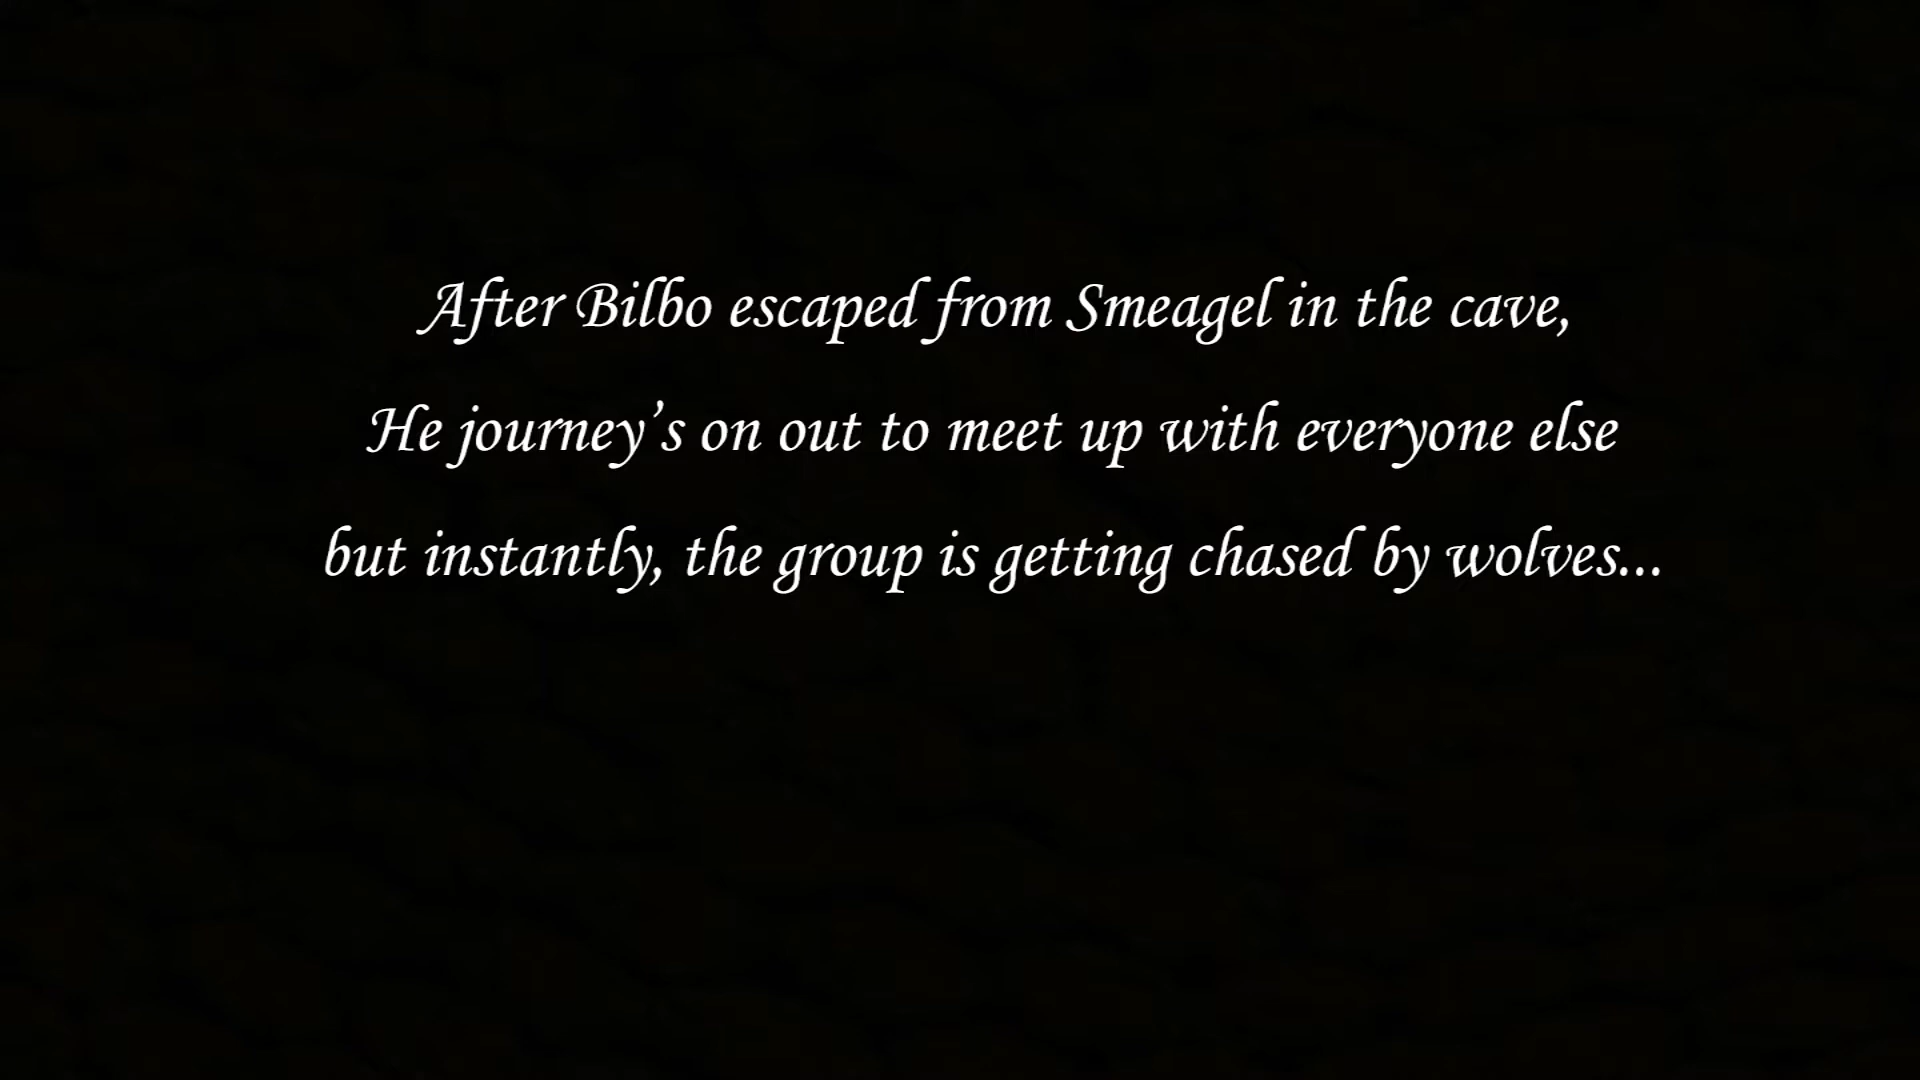 After Bilbo escaped from Smeagel in the cave,
He journey’s on out to meet up with everyone else
but instantly, the group is getting chased by wolves...